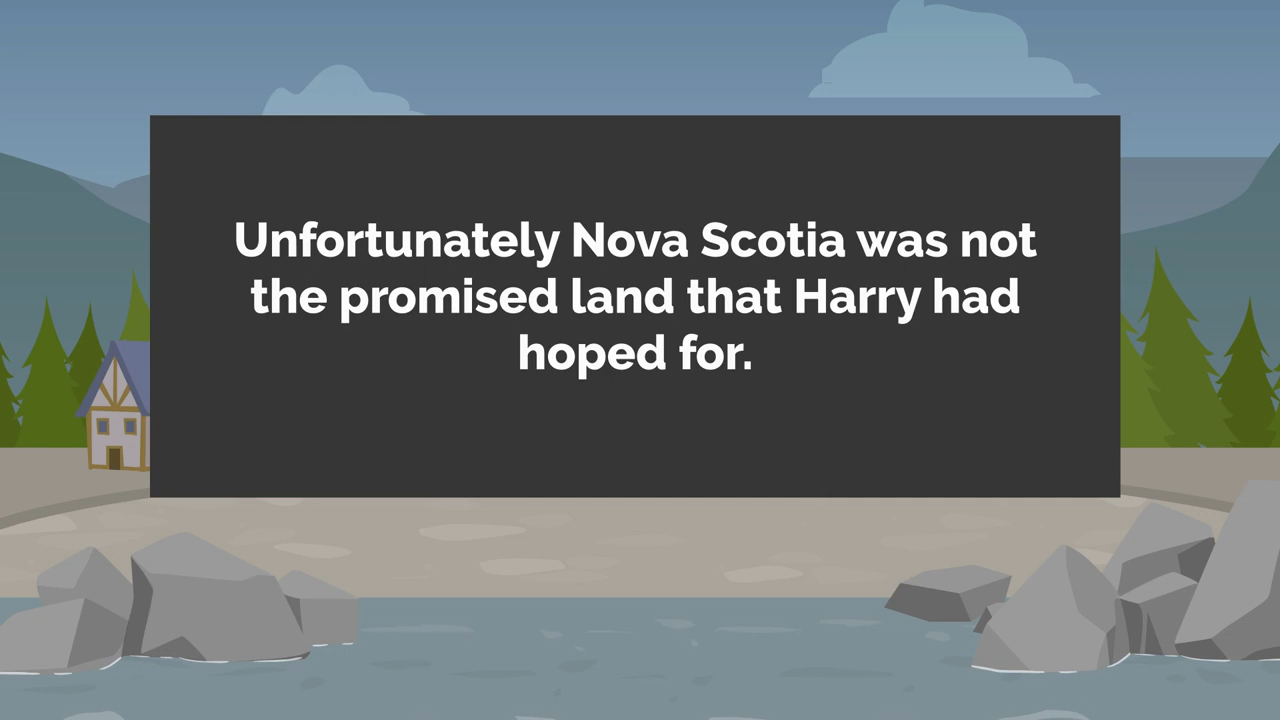 Unfortunately Nova Scotia was not
the promised land that Harry had
hoped for.